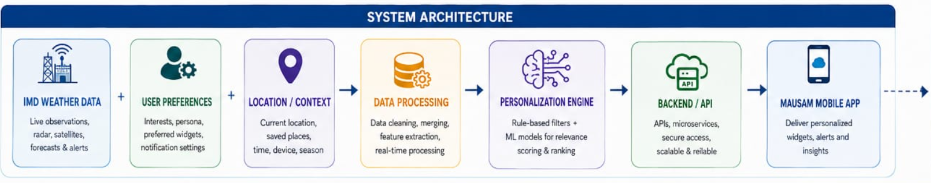 SYSTEM ARCHITECTURE
IMD WEATHER DATA
Live observations,
radar, satellites,
forecasts & alerts
+
USER PREFERENCES
Interests, persona,
preferred widgets,
notification settings
+
LOCATION / CONTEXT
Current location,
saved places,
time, device, season
DATA PROCESSING
Data cleaning, merging,
feature extraction,
real-time processing
PERSONALIZATION ENGINE
Rule-based filters +
ML models for relevance
scoring & ranking
API
BACKEND / API
APIs, microservices,
secure access,
scalable & reliable
MAUSAM MOBILE APP
Deliver personalized
widgets, alerts and
insights